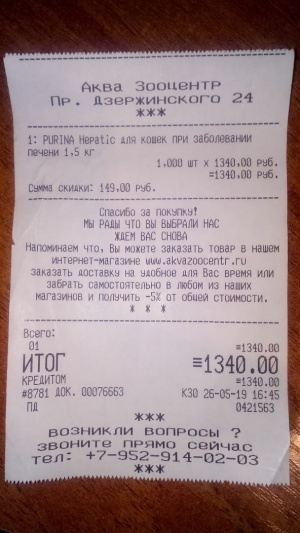 Аква Зооцентр
Пр. Дзержинского 24
***
1: PURINA Hepatic для кошек при заболевании
печени 1,5 кг
1.000 шт x 1340.00 руб.
=1340.00 руб.
Сумма скидки: 149.00 руб.
Спасибо за покупку!
МЫ РАДЫ ЧТО ВЫ ВЫБРАЛИ НАС
ЖДЕМ ВАС СНОВА
Напоминаем что, Вы можете заказать товар в нашем
интернет-магазине www.akvazoocentr.ru
заказать доставку на удобное для Вас время или
забрать самостоятельно в любом из наших
магазинов и получить -5% от общей стоимости.
* * *
Всего:
01 ≡1340.00
ИТОГ ≡1340.00
КРЕДИТОМ ≡1340.00
#8781 ДОК. 00076663 К30 26-05-19 16:45
ПД 0421563
***
ВОЗНИКЛИ ВОПРОСЫ ?
ЗВОНИТЕ ПРЯМО СЕЙЧАС
тел: +7-952-914-02-03
***